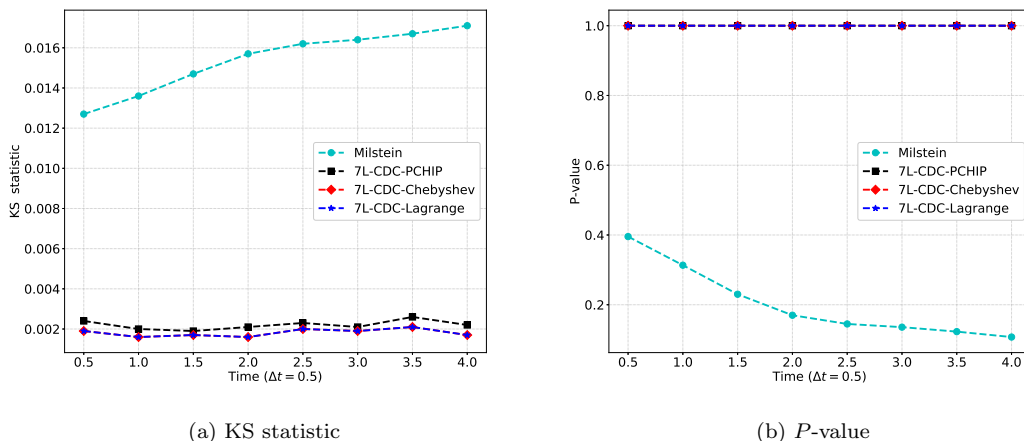 KS statistic
0.016
0.014
0.012
0.010
0.008
0.006
0.004
0.002
0.5 1.0 1.5 2.0 2.5 3.0 3.5 4.0
Time (Δt = 0.5)
Milstein
7L-CDC-PCHIP
7L-CDC-Chebyshev
7L-CDC-Lagrange
(a) KS statistic
P-value
1.0
0.8
0.6
0.4
0.2
0.5 1.0 1.5 2.0 2.5 3.0 3.5 4.0
Time (Δt = 0.5)
Milstein
7L-CDC-PCHIP
7L-CDC-Chebyshev
7L-CDC-Lagrange
(b) P-value